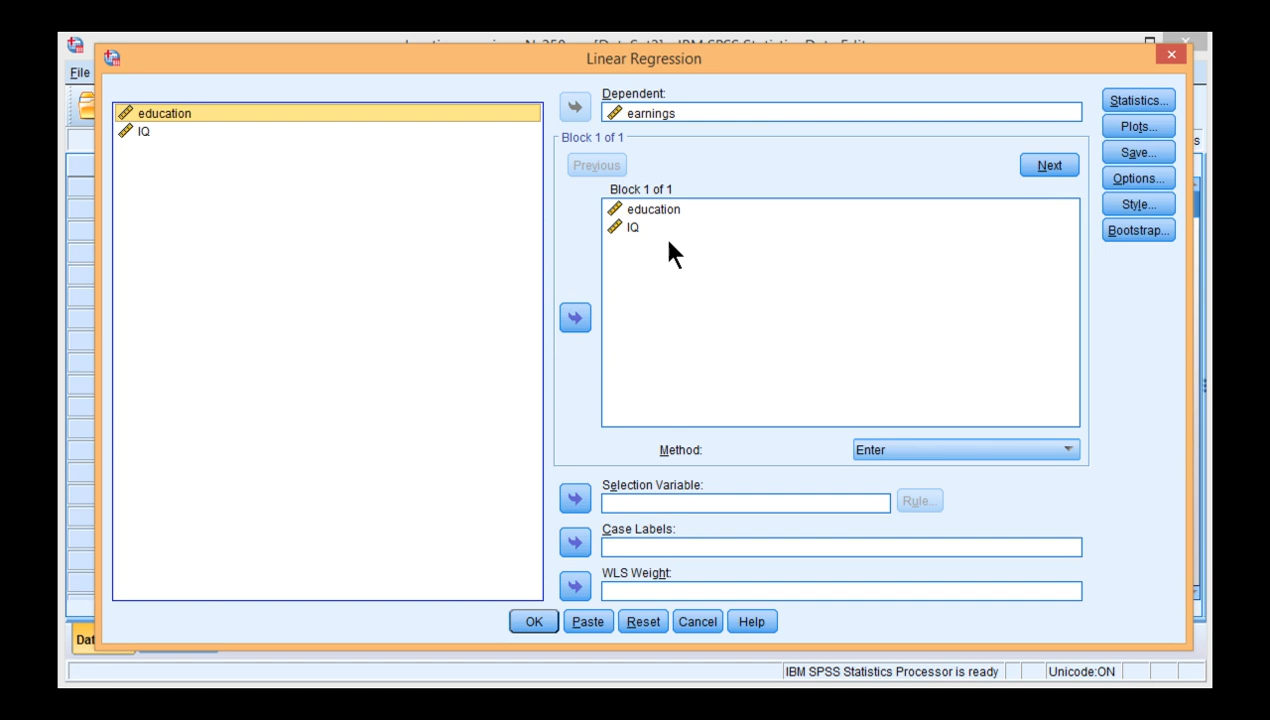 File
Linear Regression
education
IQ
Dependent:
earnings
Block 1 of 1
Previous
Next
Block 1 of 1
education
IQ
Method:
Enter
Selection Variable:
Rule...
Case Labels:
WLS Weight:
Statistics...
Plots...
Save...
Options...
Style...
Bootstrap...
OK
Paste
Reset
Cancel
Help
Dat
IBM SPSS Statistics Processor is ready
Unicode:ON